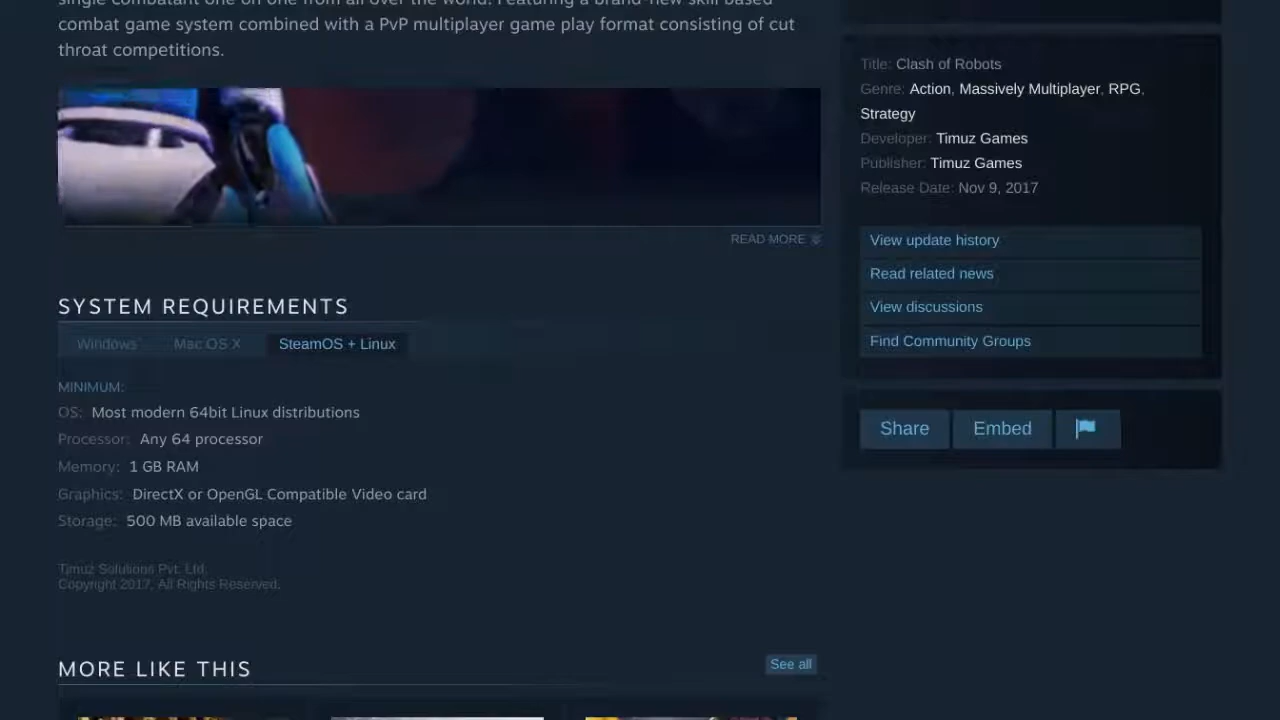 single combatant one on one from all over the world. Featuring a brand-new skill based
combat game system combined with a PvP multiplayer game play format consisting of cut
throat competitions.
READ MORE
SYSTEM REQUIREMENTS
Windows Mac OS X SteamOS + Linux
MINIMUM:
OS: Most modern 64bit Linux distributions
Processor: Any 64 processor
Memory: 1 GB RAM
Graphics: DirectX or OpenGL Compatible Video card
Storage: 500 MB available space
Timuz Solutions Pvt. Ltd.
Copyright 2017, All Rights Reserved.
MORE LIKE THIS
See all
Title: Clash of Robots
Genre: Action, Massively Multiplayer, RPG,
Strategy
Developer: Timuz Games
Publisher: Timuz Games
Release Date: Nov 9, 2017
View update history
Read related news
View discussions
Find Community Groups
Share Embed